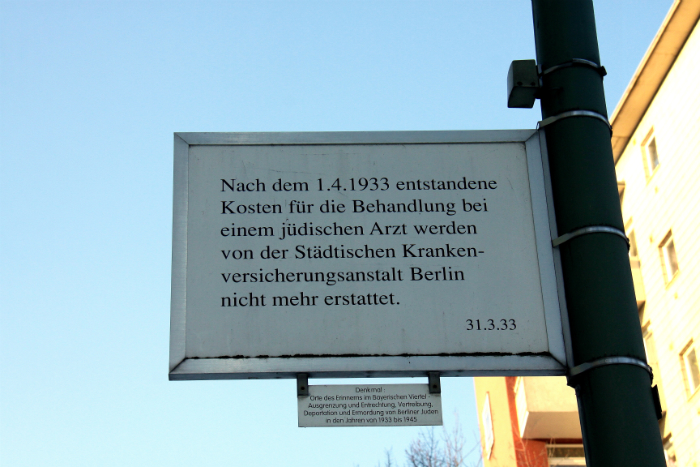 Nach dem 1.4.1933 entstandene
Kosten für die Behandlung bei
einem jüdischen Arzt werden
von der Städtischen Kranken-
versicherungsanstalt Berlin
nicht mehr erstattet.
31.3.33
Denkmal:
Orte des Erinnerns im Bayerischen Viertel
Ausgrenzung und Entrechtung, Vertreibung,
Deportation und Ermordung von Berliner Juden
in den Jahren von 1933 bis 1945